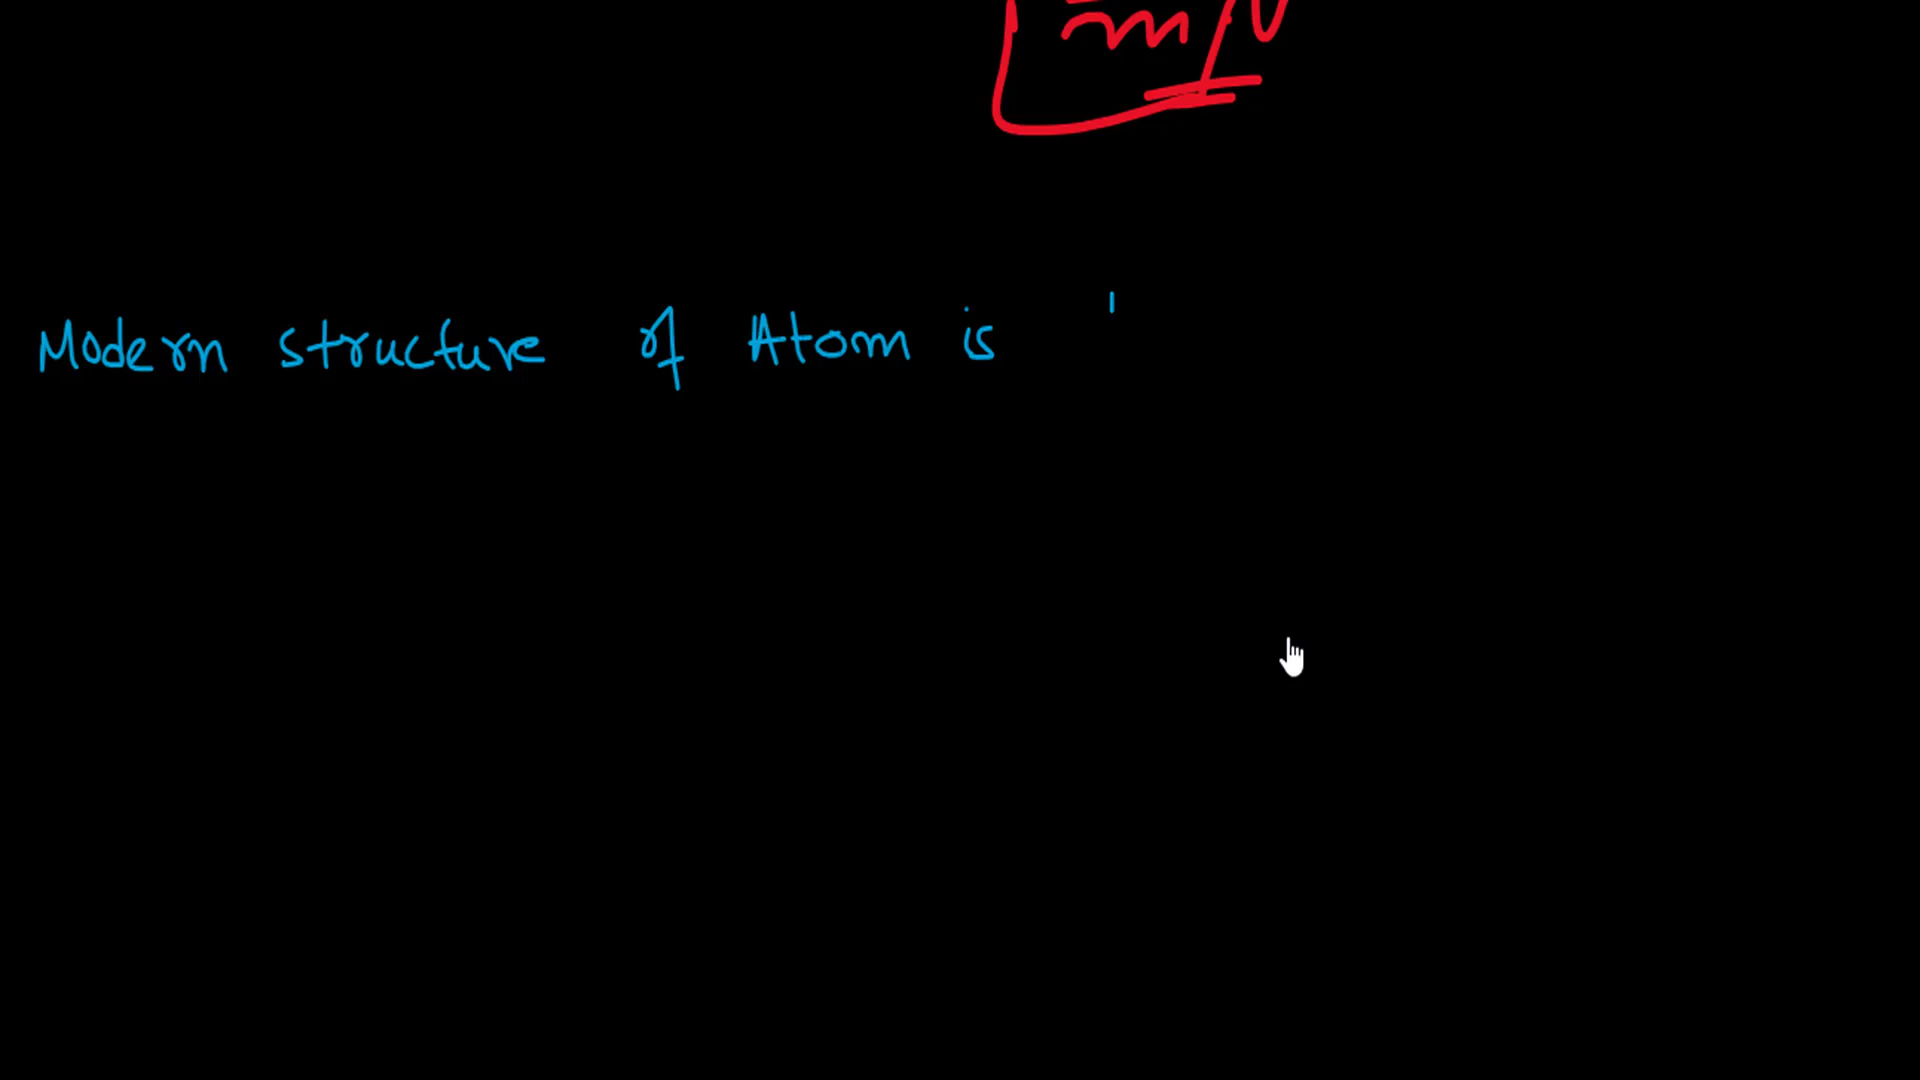 m/v
Modern structure of Atom is '